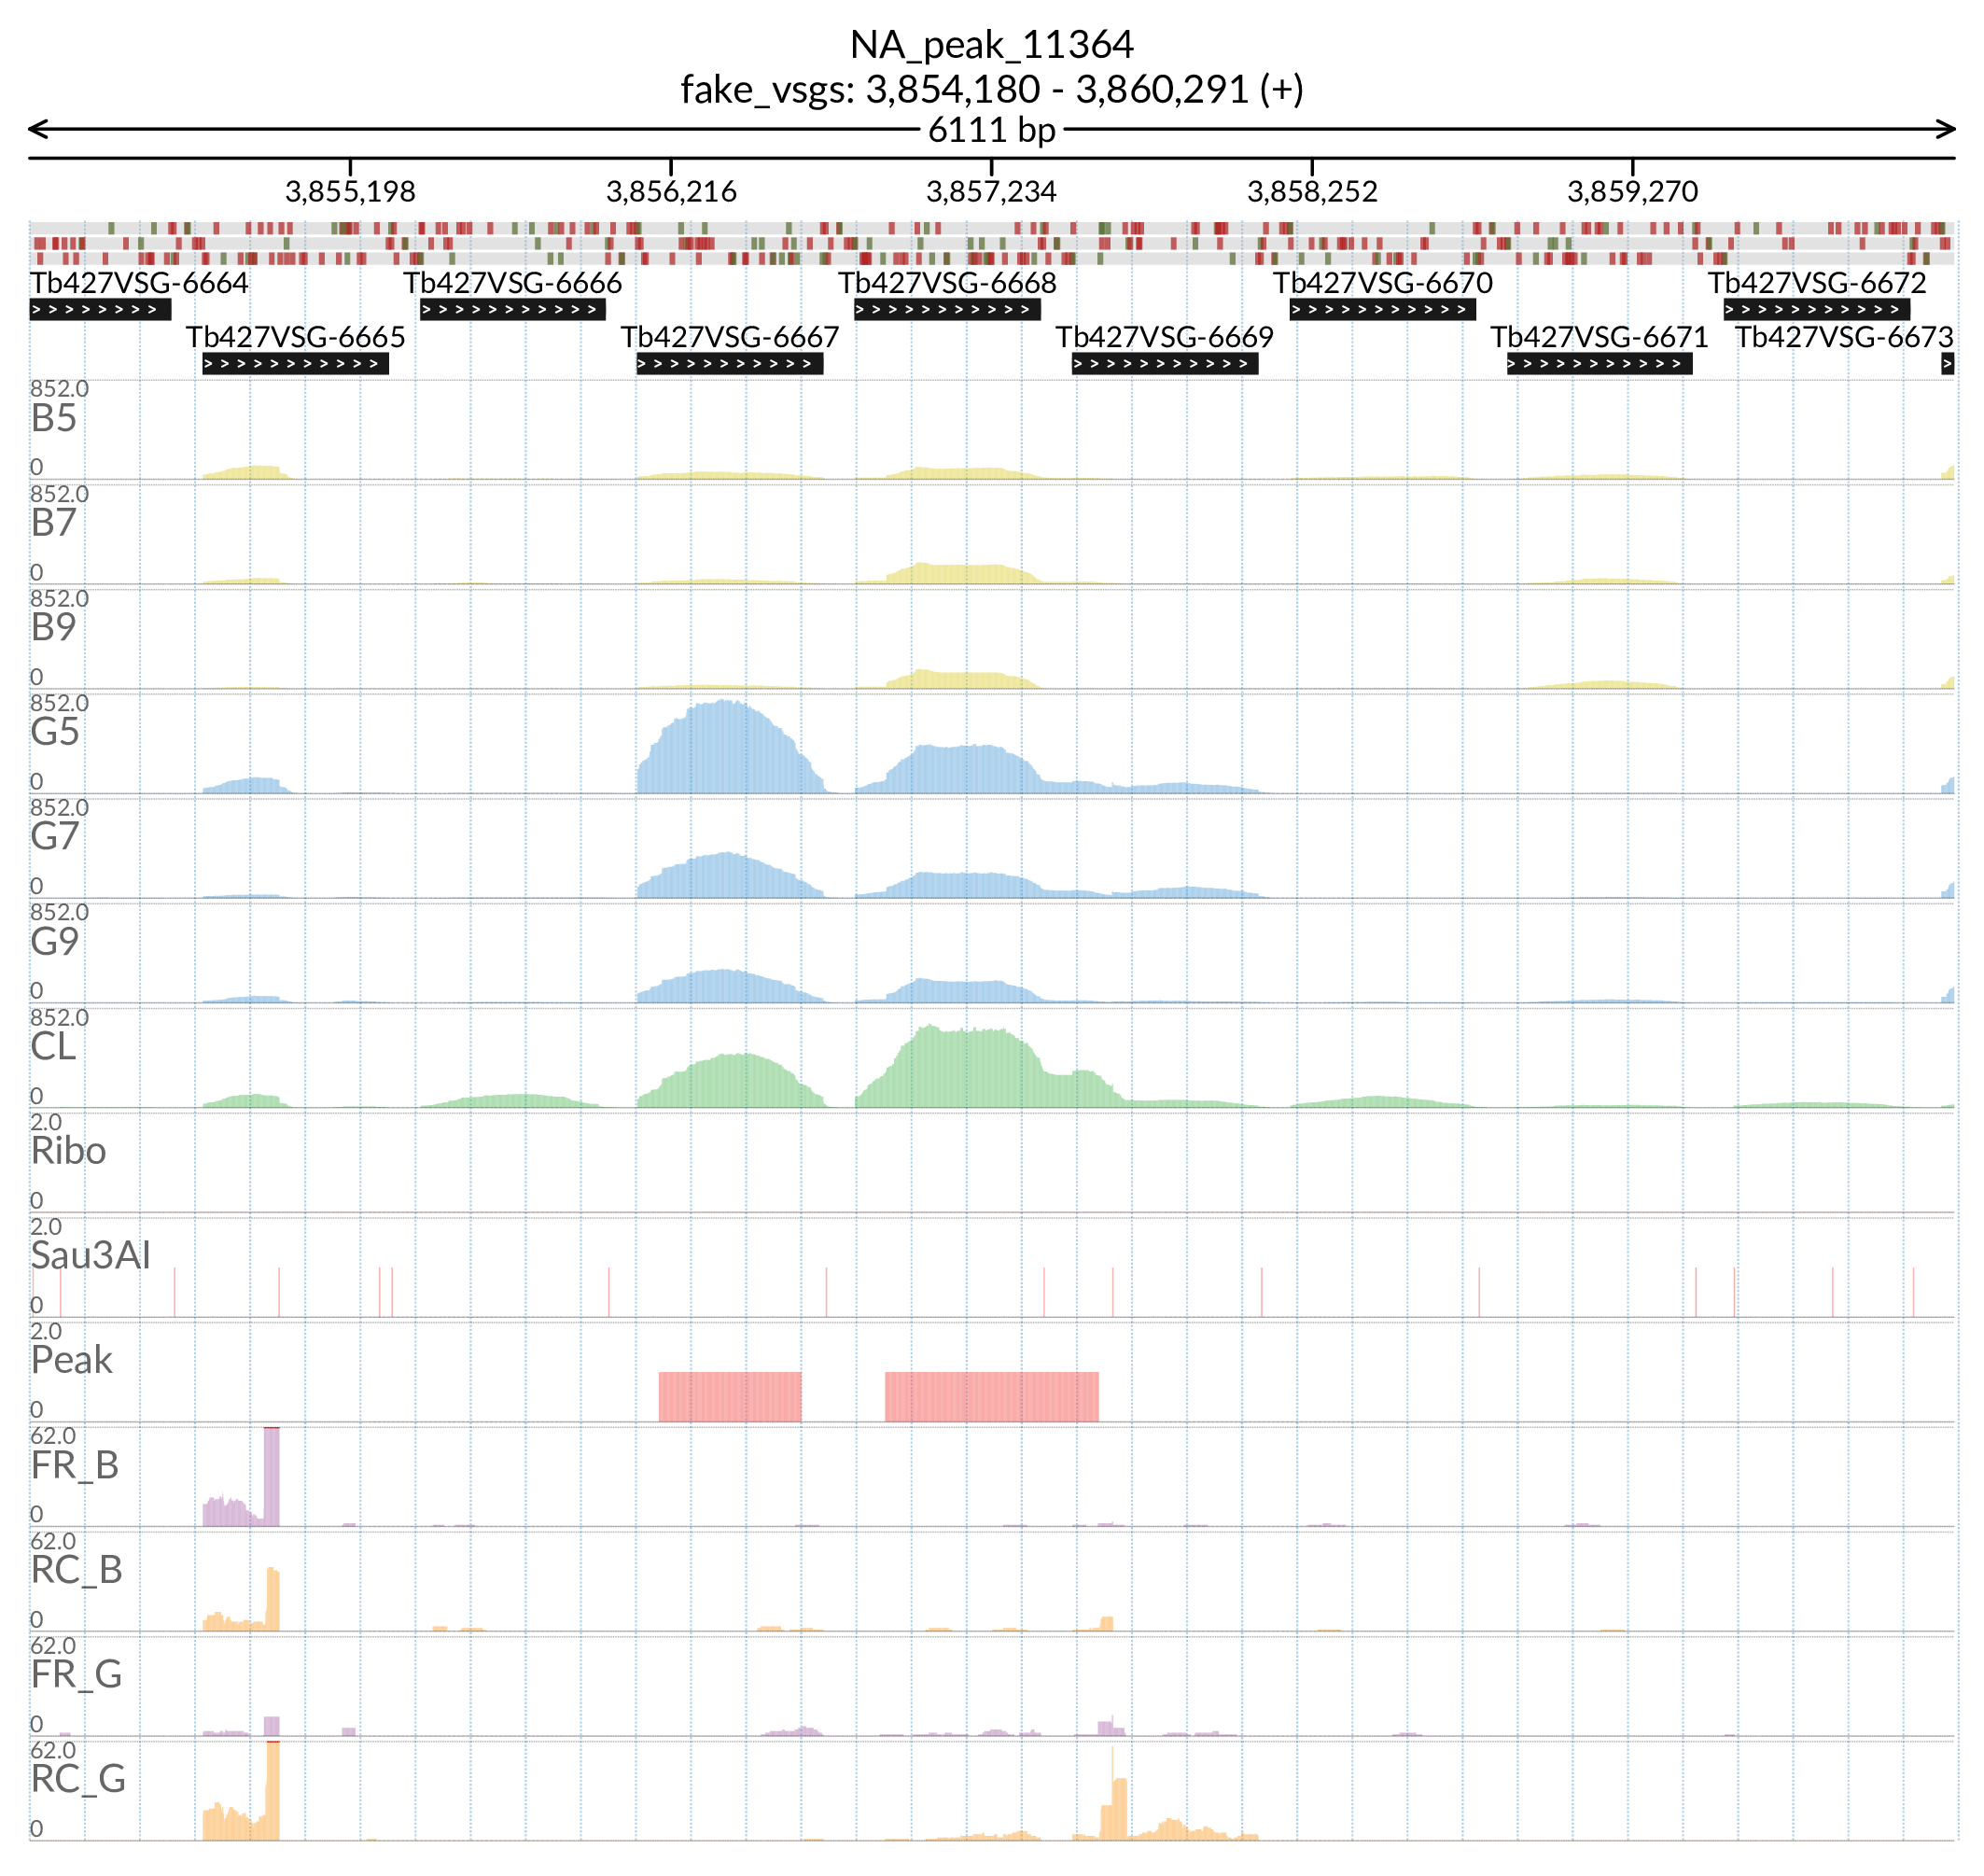 NA_peak_11364
fake_vsgs: 3,854,180 - 3,860,291 (+)
6111 bp
3,855,198 3,856,216 3,857,234 3,858,252 3,859,270
Tb427VSG-6664 Tb427VSG-6666 Tb427VSG-6668 Tb427VSG-6670 Tb427VSG-6672
Tb427VSG-6665 Tb427VSG-6667 Tb427VSG-6669 Tb427VSG-6671 Tb427VSG-6673
852.0
B5
0
852.0
B7
0
852.0
B9
0
852.0
G5
0
852.0
G7
0
852.0
G9
0
852.0
CL
0
2.0
Ribo
0
2.0
Sau3AI
0
2.0
Peak
0
62.0
FR_B
0
62.0
RC_B
0
62.0
FR_G
0
62.0
RC_G
0